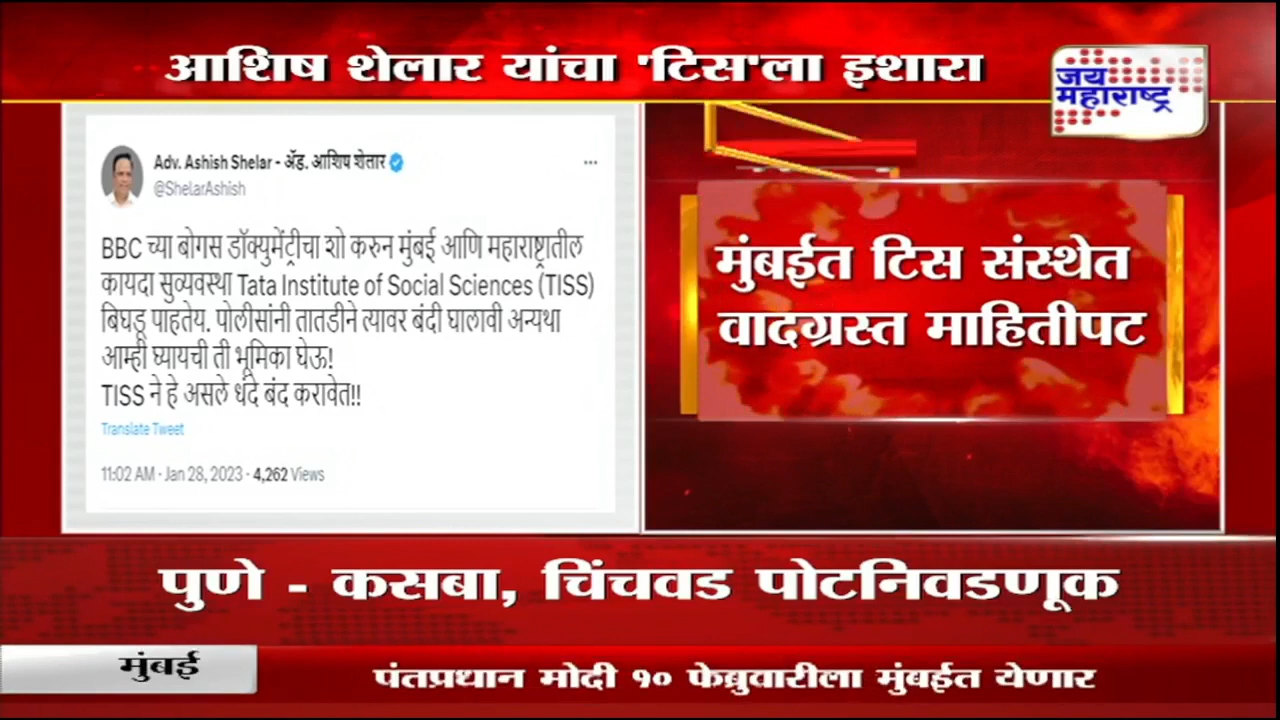 आशिष शेलार यांचा 'टिस'ला इशारा
जय
महाराष्ट्र
Adv. Ashish Shelar - ॲड. आशिष शेलार
@ShelarAshish
BBC च्या बोगस डॉक्युमेंट्रीचा शो करुन मुंबई आणि महाराष्ट्रातील
कायदा सुव्यवस्था Tata Institute of Social Sciences (TISS)
बिघडू पाहतेय. पोलीसांनी तातडीने त्यावर बंदी घालावी अन्यथा
आम्ही घ्यायची ती भूमिका घेऊ!
TISS ने हे असले धंदे बंद करावेत!!
Translate Tweet
11:02 AM · Jan 28, 2023 · 4,262 Views
मुंबईत टिस संस्थेत
वादग्रस्त माहितीपट
पुणे - कसबा, चिंचवड पोटनिवडणूक
मुंबई
पंतप्रधान मोदी १० फेब्रुवारीला मुंबईत येणार